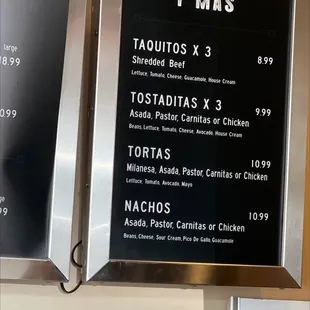 Y MAS
large
18.99
0.99
9.99
TAQUITOS X 3 8.99
Shredded Beef
Lettuce, Tomato, Cheese, Guacamole, House Cream
TOSTADITAS X 3 9.99
Asada, Pastor, Carnitas or Chicken
Beans, Lettuce, Tomato, Cheese, Avocado, House Cream
TORTAS 10.99
Milanesa, Asada, Pastor, Carnitas or Chicken
Lettuce, Tomato, Avocado, Mayo
NACHOS 10.99
Asada, Pastor, Carnitas or Chicken
Beans, Cheese, Sour Cream, Pico De Gallo, Guacamole